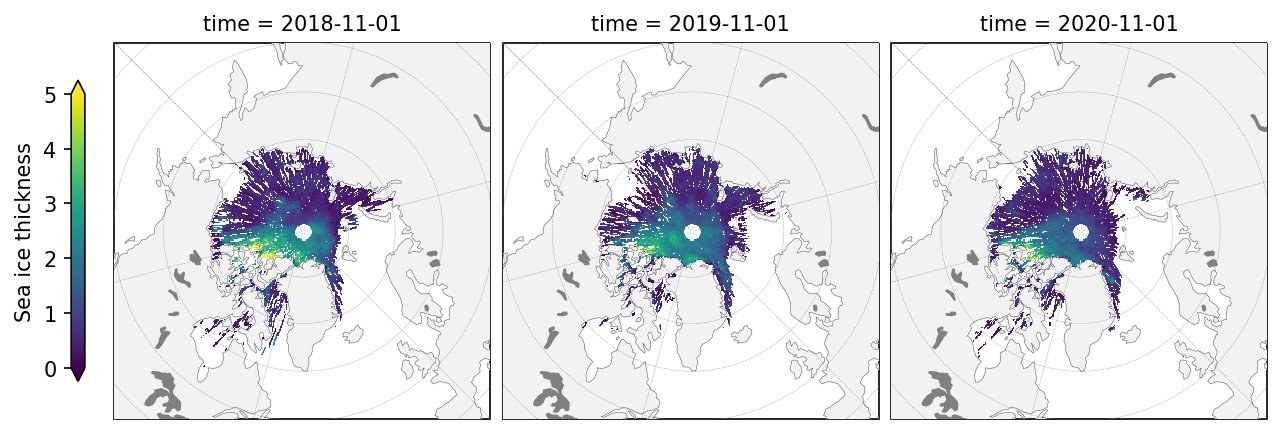 time = 2018-11-01
time = 2019-11-01
time = 2020-11-01
Sea ice thickness
5
4
3
2
1
0